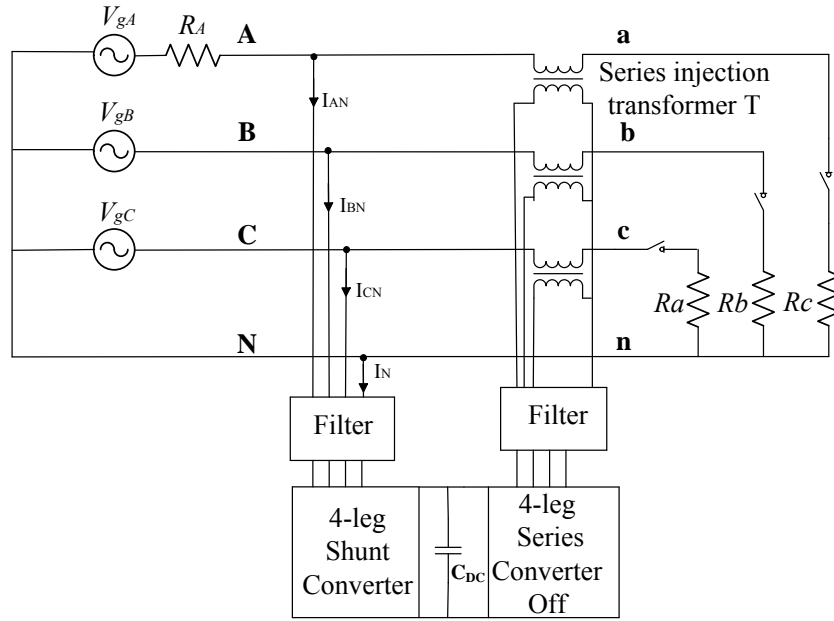 VgA
RA
A
a
IAN
Series injection
transformer T
VgB
B
b
IBN
VgC
C
c
ICN
Ra
Rb
Rc
N
n
IN
Filter
Filter
4-leg
Shunt
Converter
CDC
4-leg
Series
Converter
Off